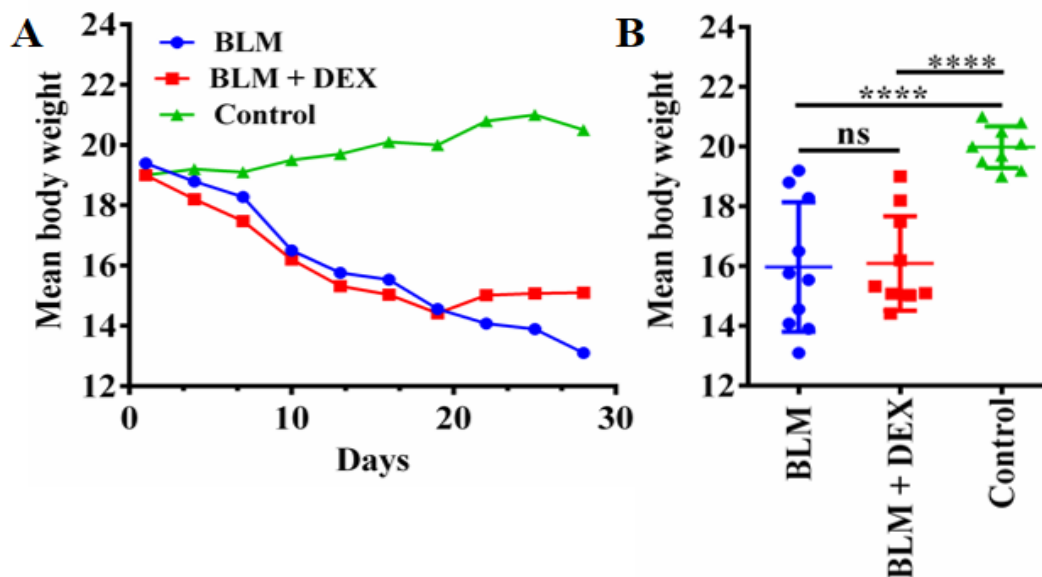 A
BLM
BLM + DEX
Control
Mean body weight
24
22
20
18
16
14
12
0
10
20
30
Days
B
Mean body weight
24
22
20
18
16
14
12
****
****
ns
BLM
BLM + DEX
Control